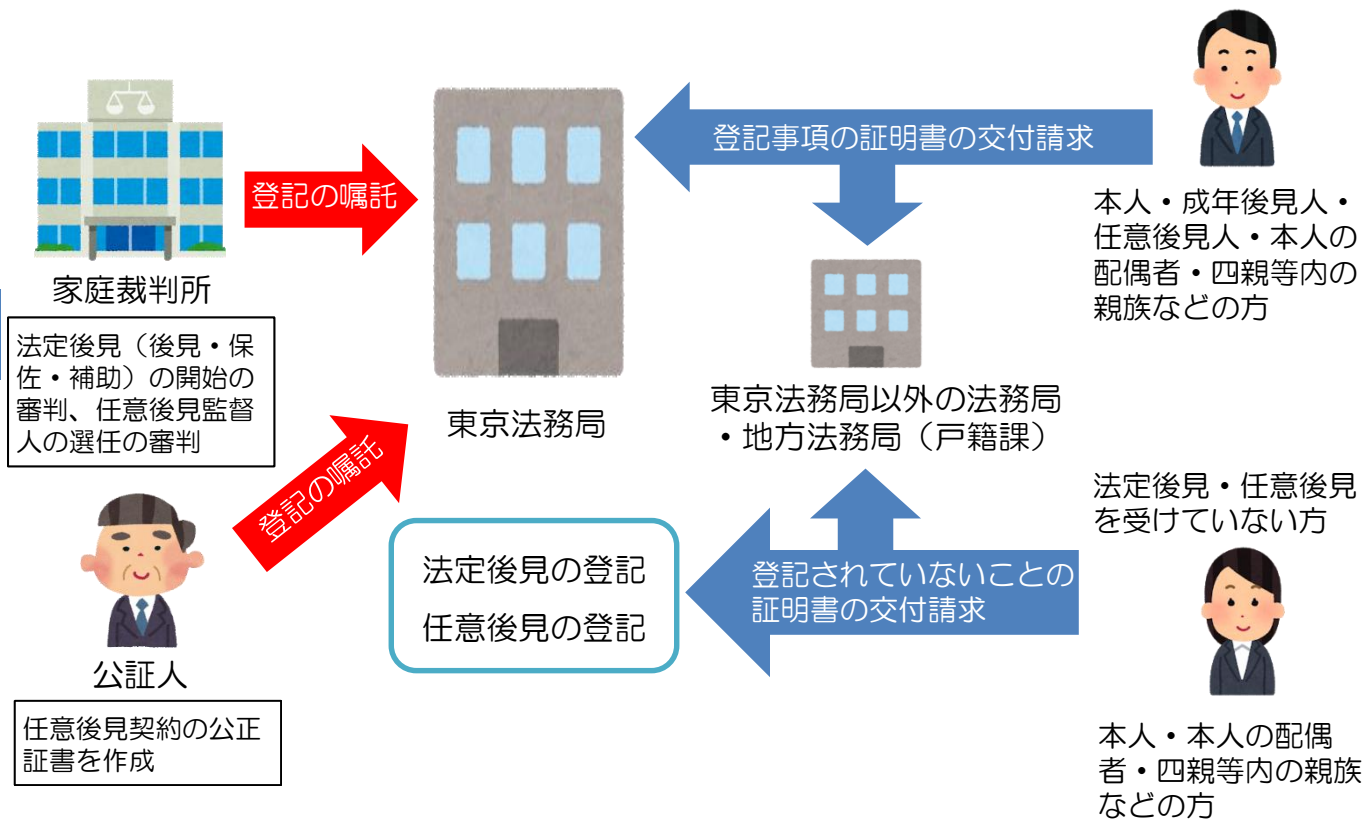 登記の嘱託
家庭裁判所
法定後見（後見・保
佐・補助）の開始の
審判、任意後見監督
人の選任の審判
登記の嘱託
公証人
任意後見契約の公正
証書を作成
東京法務局
法定後見の登記
任意後見の登記
登記事項の証明書の交付請求
東京法務局以外の法務局
・地方法務局（戸籍課）
登記されていないことの
証明書の交付請求
本人・成年後見人・
任意後見人・本人の
配偶者・四親等内の
親族などの方
法定後見・任意後見
を受けていない方
本人・本人の配偶
者・四親等内の親族
などの方